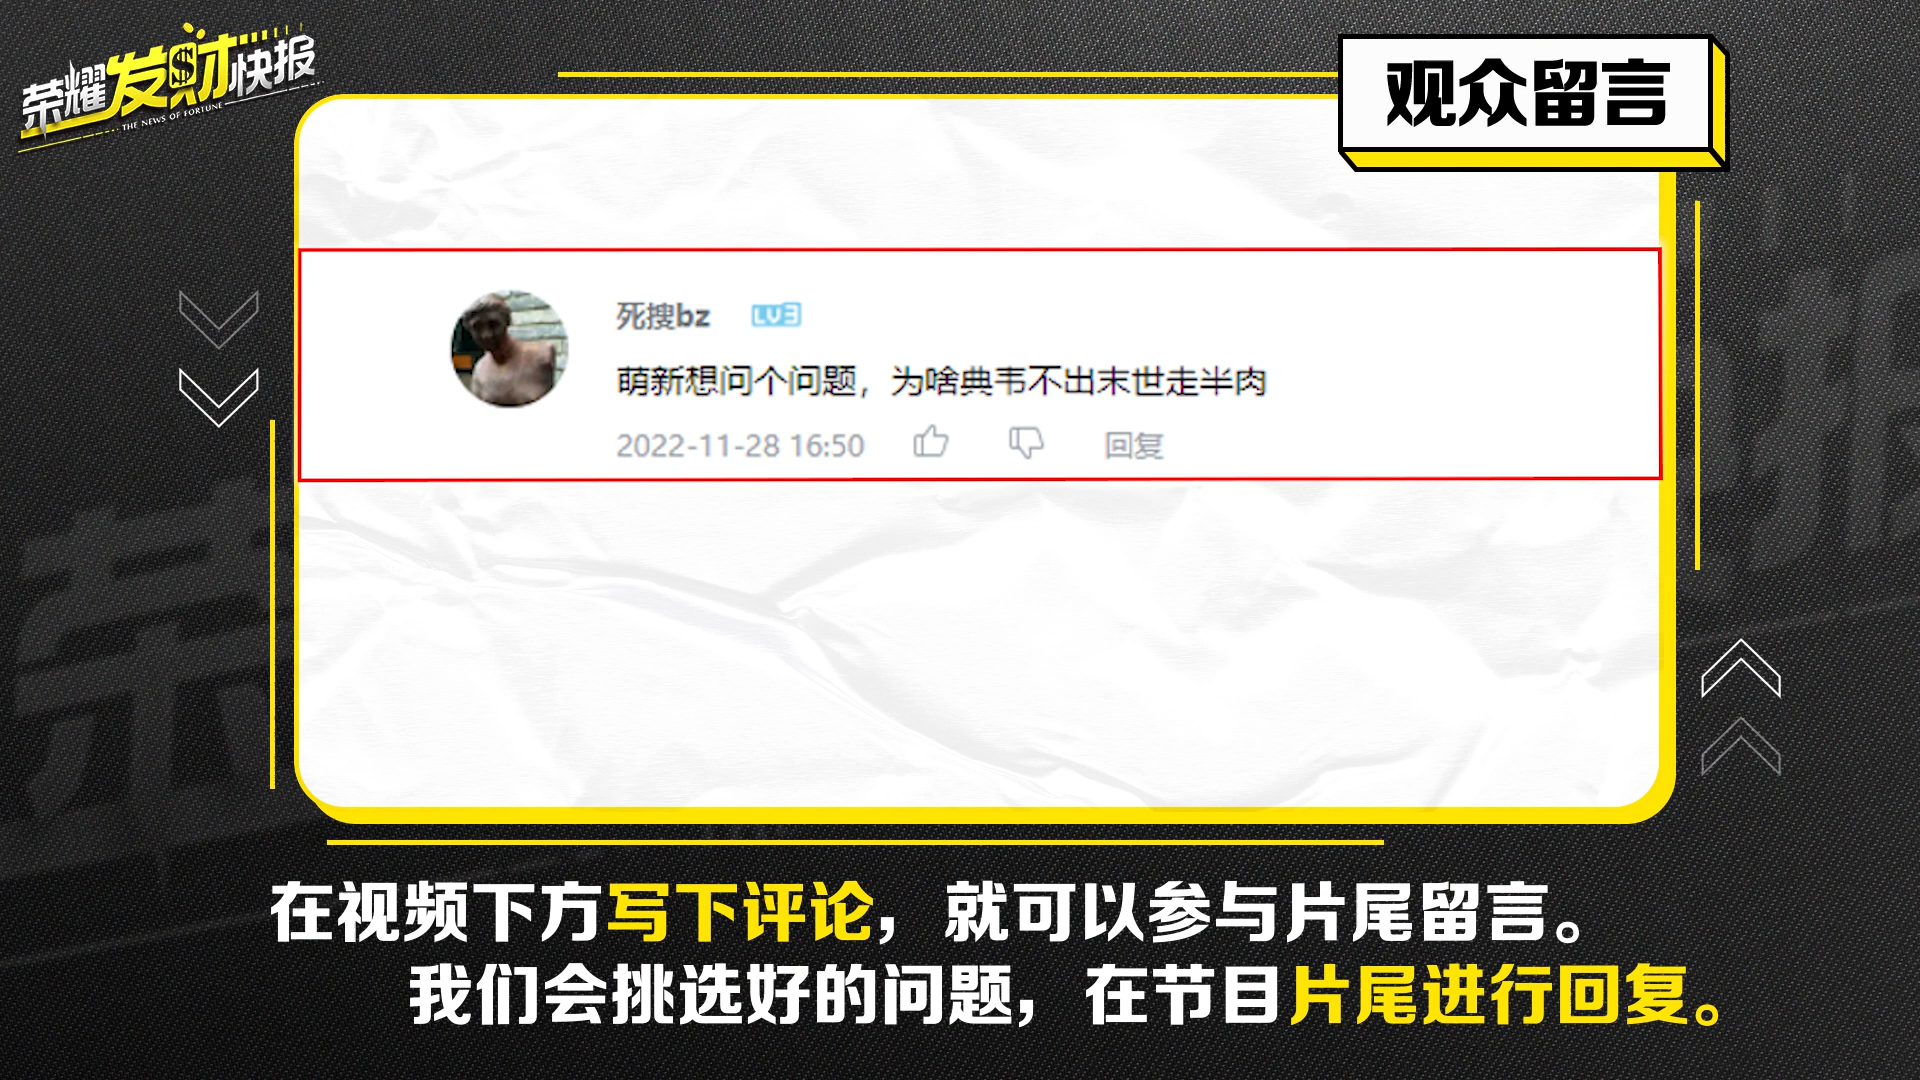 荣耀发财快报
THE NEWS OF FORTUNE
观众留言
死搜bz LV3
萌新想问个问题，为啥典韦不出末世走半肉
2022-11-28 16:50 回复
在视频下方写下评论，就可以参与片尾留言。
我们会挑选好的问题，在节目片尾进行回复。